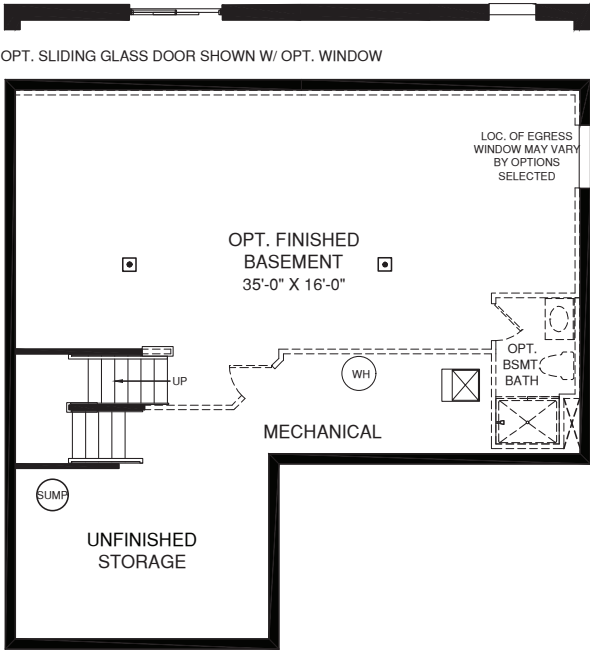 OPT. SLIDING GLASS DOOR SHOWN W/ OPT. WINDOW
LOC. OF EGRESS
WINDOW MAY VARY
BY OPTIONS
SELECTED
OPT. FINISHED
BASEMENT
35'-0" X 16'-0"
OPT.
BSMT
BATH
UP
WH
MECHANICAL
SUMP
UNFINISHED
STORAGE